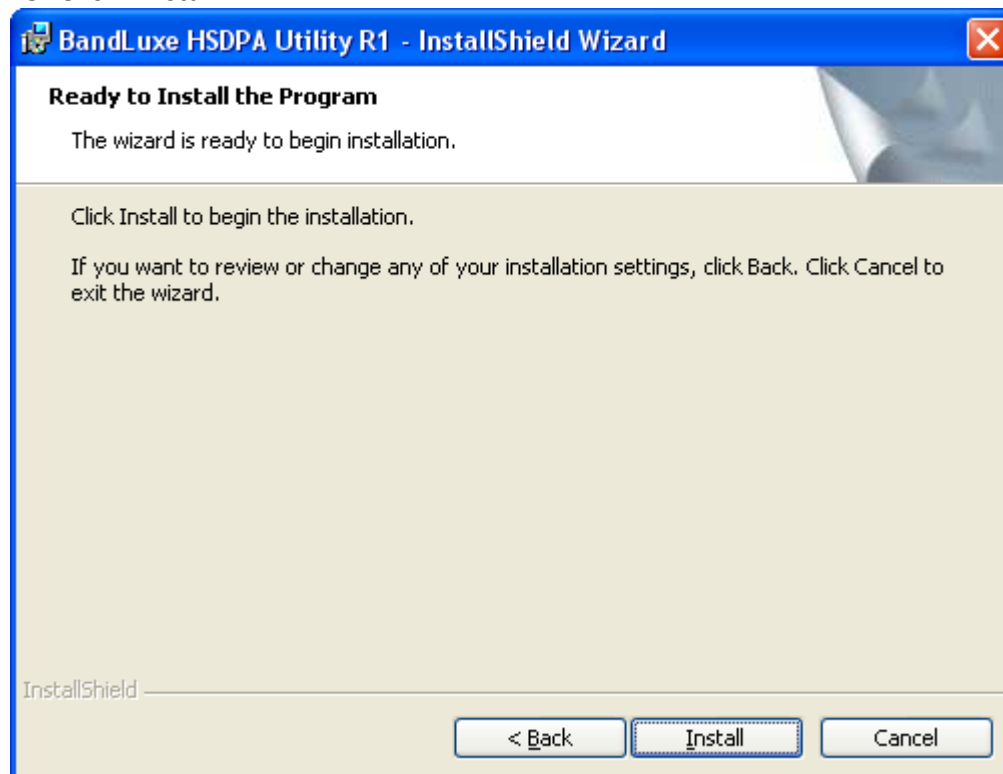 BandLuxe HSDPA Utility R1 - InstallShield Wizard
Ready to Install the Program
The wizard is ready to begin installation.
Click Install to begin the installation.
If you want to review or change any of your installation settings, click Back. Click Cancel to
exit the wizard.
InstallShield
< Back Install Cancel